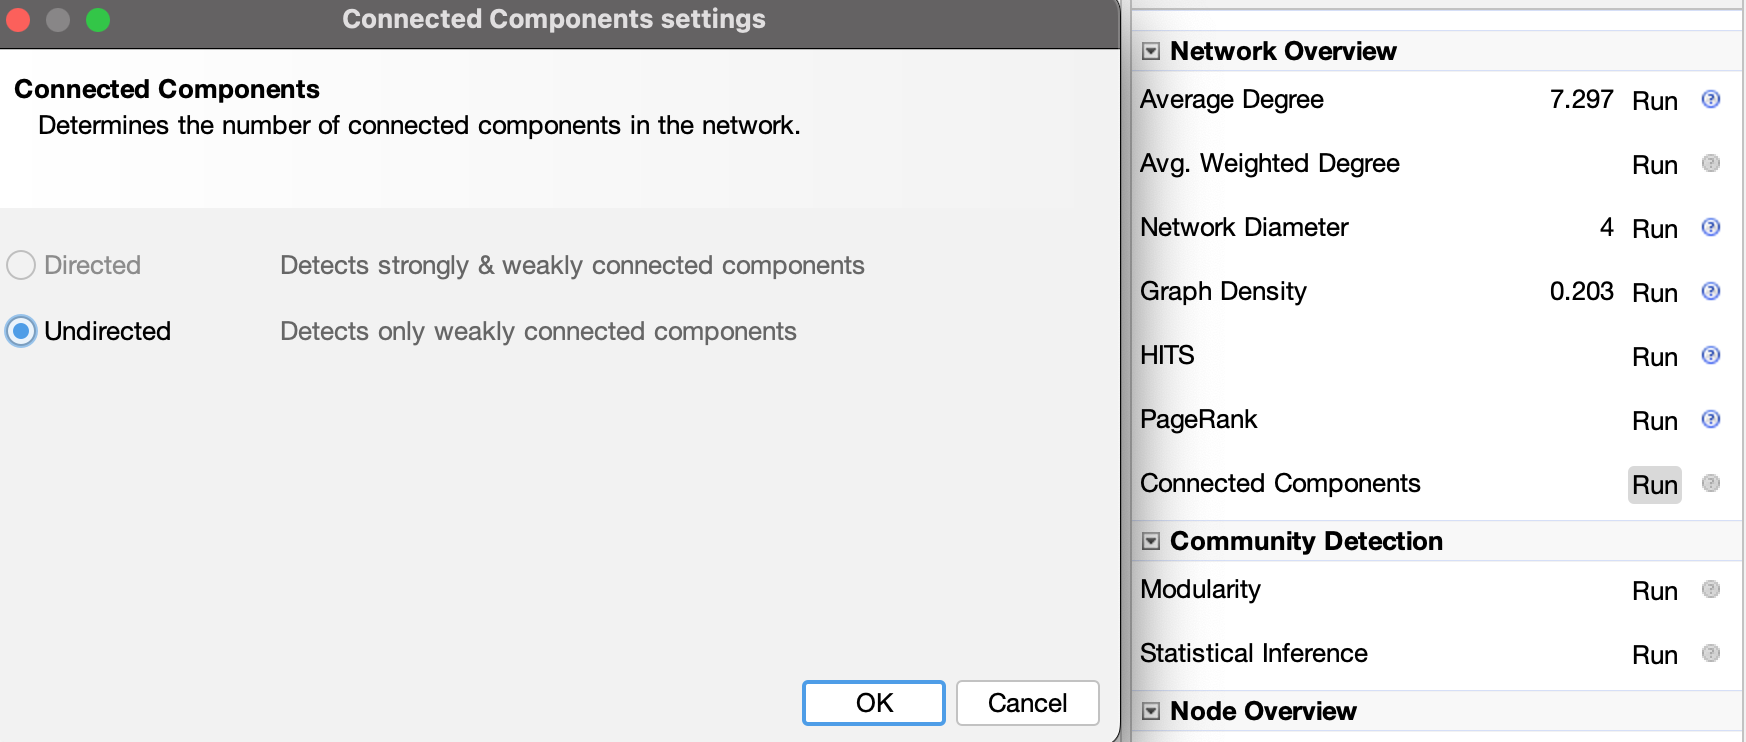 Connected Components settings
Connected Components
Determines the number of connected components in the network.
Directed Detects strongly & weakly connected components
Undirected Detects only weakly connected components
OK Cancel
Network Overview
Average Degree 7.297 Run ?
Avg. Weighted Degree Run ?
Network Diameter 4 Run ?
Graph Density 0.203 Run ?
HITS Run ?
PageRank Run ?
Connected Components Run ?
Community Detection
Modularity Run ?
Statistical Inference Run ?
Node Overview